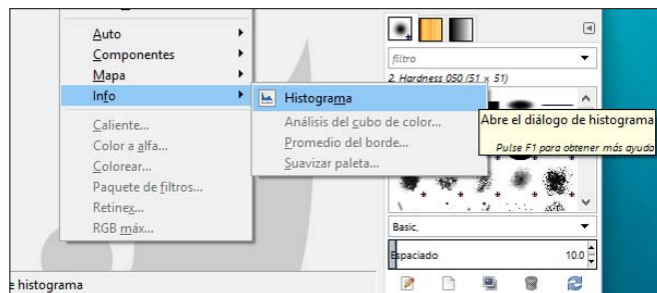 Auto
Componentes
Mapa
Info
Caliente...
Color a alfa...
Colorear...
Paquete de filtros...
Retinex...
RGB máx...
Histograma
Análisis del cubo de color...
Promedio del borde...
Suavizar paleta...
filtro
2. Hardness 050 (51 × 51)
Abre el diálogo de histograma
Pulse F1 para obtener más ayuda
Basic,
Espaciado 10.0
e histograma